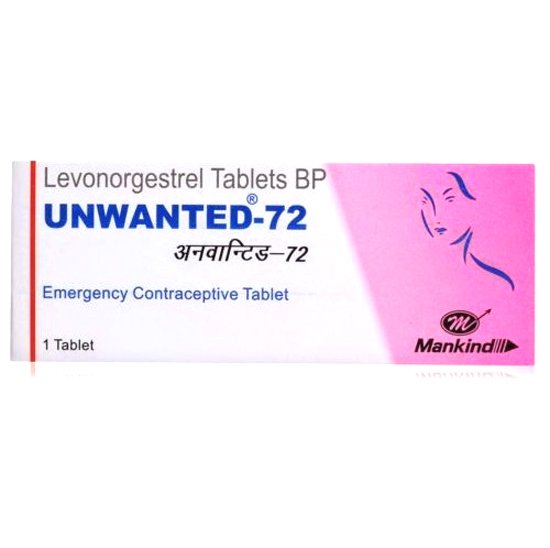 Levonorgestrel Tablets BP
UNWANTED®-72
अनवान्टिड-72
Emergency Contraceptive Tablet
1 Tablet
m
Mankind